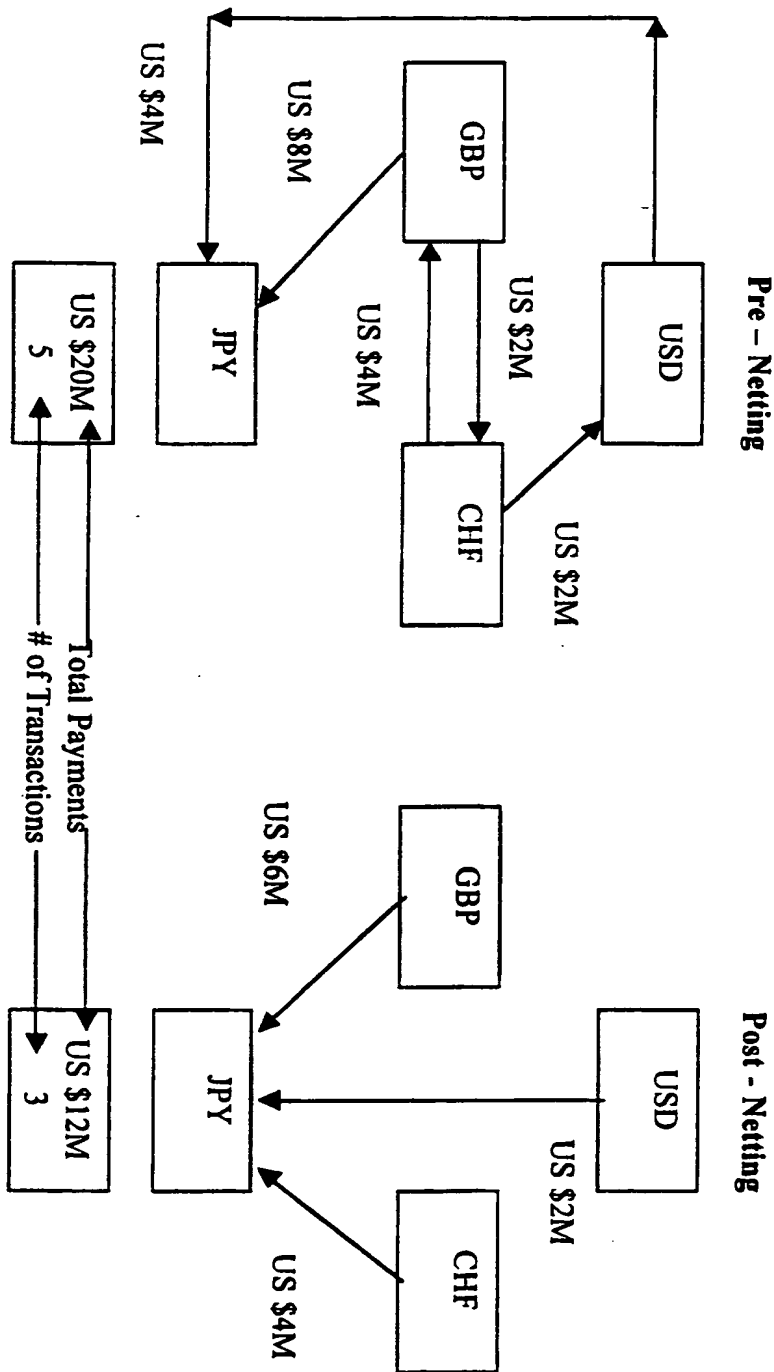 Pre – Netting
USD
US $2M
US $2M
US $4M
GBP
CHF
US $8M
US $4M
JPY
US $20M
5
Total Payments
# of Transactions
Post - Netting
USD
US $2M
GBP
CHF
US $6M
US $4M
JPY
US $12M
3